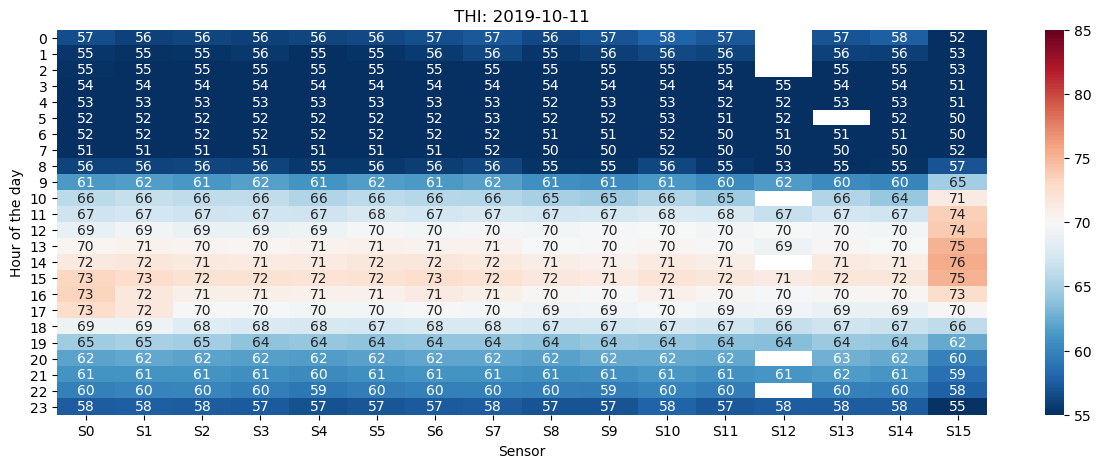 THI: 2019-10-11
Hour of the day
0 57 56 56 56 56 56 57 57 56 57 58 57 57 58 52
1 55 55 55 56 55 55 56 56 55 56 56 56 56 56 53
2 55 55 55 55 55 55 55 55 55 55 55 55 55 55 53
3 54 54 54 54 54 54 54 54 54 54 54 54 55 54 54 51
4 53 53 53 53 53 53 53 53 53 53 53 52 52 53 53 51
5 52 52 52 52 53 52 52 53 52 52 53 51 52 52 50
6 52 52 52 52 52 52 52 52 51 51 52 50 51 51 51 50
7 51 51 51 51 51 51 51 51 50 50 52 50 50 50 50 52
8 56 56 56 56 55 56 56 56 55 55 56 55 53 55 55 57
9 61 62 61 62 61 62 61 62 61 61 61 60 62 60 60 65
10 66 66 66 66 66 66 66 66 65 65 66 65 66 64 71
11 67 67 67 67 67 68 67 67 67 67 68 68 67 67 67 74
12 69 69 69 69 69 70 70 70 70 70 70 70 70 70 70 74
13 70 71 70 70 71 71 71 71 70 70 70 70 69 70 70 75
14 72 72 71 71 71 72 72 72 71 71 71 71 71 71 76
15 73 73 72 72 72 72 73 72 72 71 72 72 71 72 72 75
16 73 72 71 71 71 71 71 71 70 70 71 70 70 70 70 73
17 73 72 70 70 70 70 70 70 69 69 70 69 69 69 69 70
18 69 69 68 68 68 67 68 68 67 67 67 67 66 67 67 66
19 65 65 65 64 64 64 64 64 64 64 64 64 64 64 64 62
20 62 62 62 62 62 62 62 62 62 62 62 62 63 62 60
21 61 61 61 61 60 61 61 61 61 61 61 61 61 62 61 59
22 60 60 60 60 59 60 60 60 60 59 60 60 60 60 58
23 58 58 58 57 57 57 57 58 57 57 58 57 58 58 58 55
S0 S1 S2 S3 S4 S5 S6 S7 S8 S9 S10 S11 S12 S13 S14 S15
Sensor
85
80
75
70
65
60
55